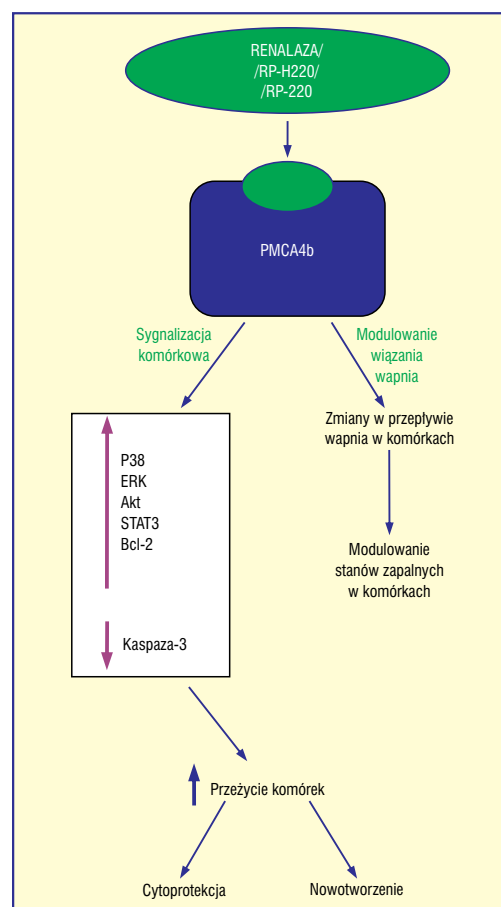 RENALAZA/
/RP-H220/
/RP-220
PMCA4b
Sygnalizacja
komórkowa
Modulowanie
wiązania
wapnia
P38
ERK
Akt
STAT3
Bcl-2
Kaspaza-3
Zmiany w przepływie
wapnia w komórkach
Modulowanie
stanów zapalnych
w komórkach
Przeżycie komórek
Cytoprotekcja
Nowotworzenie